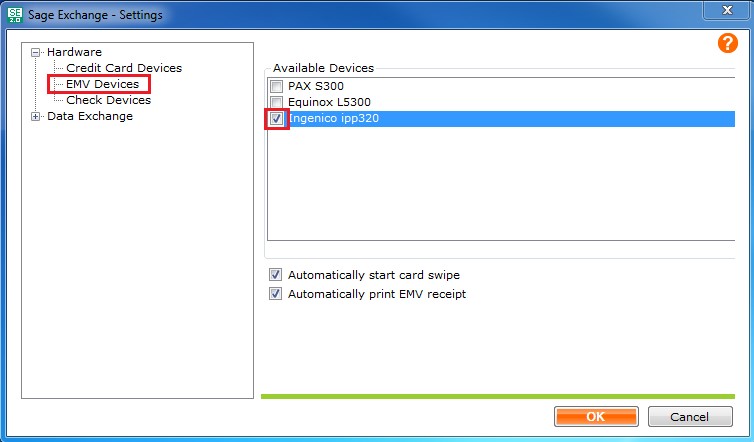 SE
2.0
Sage Exchange - Settings
X
?
Hardware
Credit Card Devices
EMV Devices
Check Devices
Data Exchange
Available Devices
PAX S300
Equinox L5300
Ingenico ipp320
Automatically start card swipe
Automatically print EMV receipt
OK
Cancel